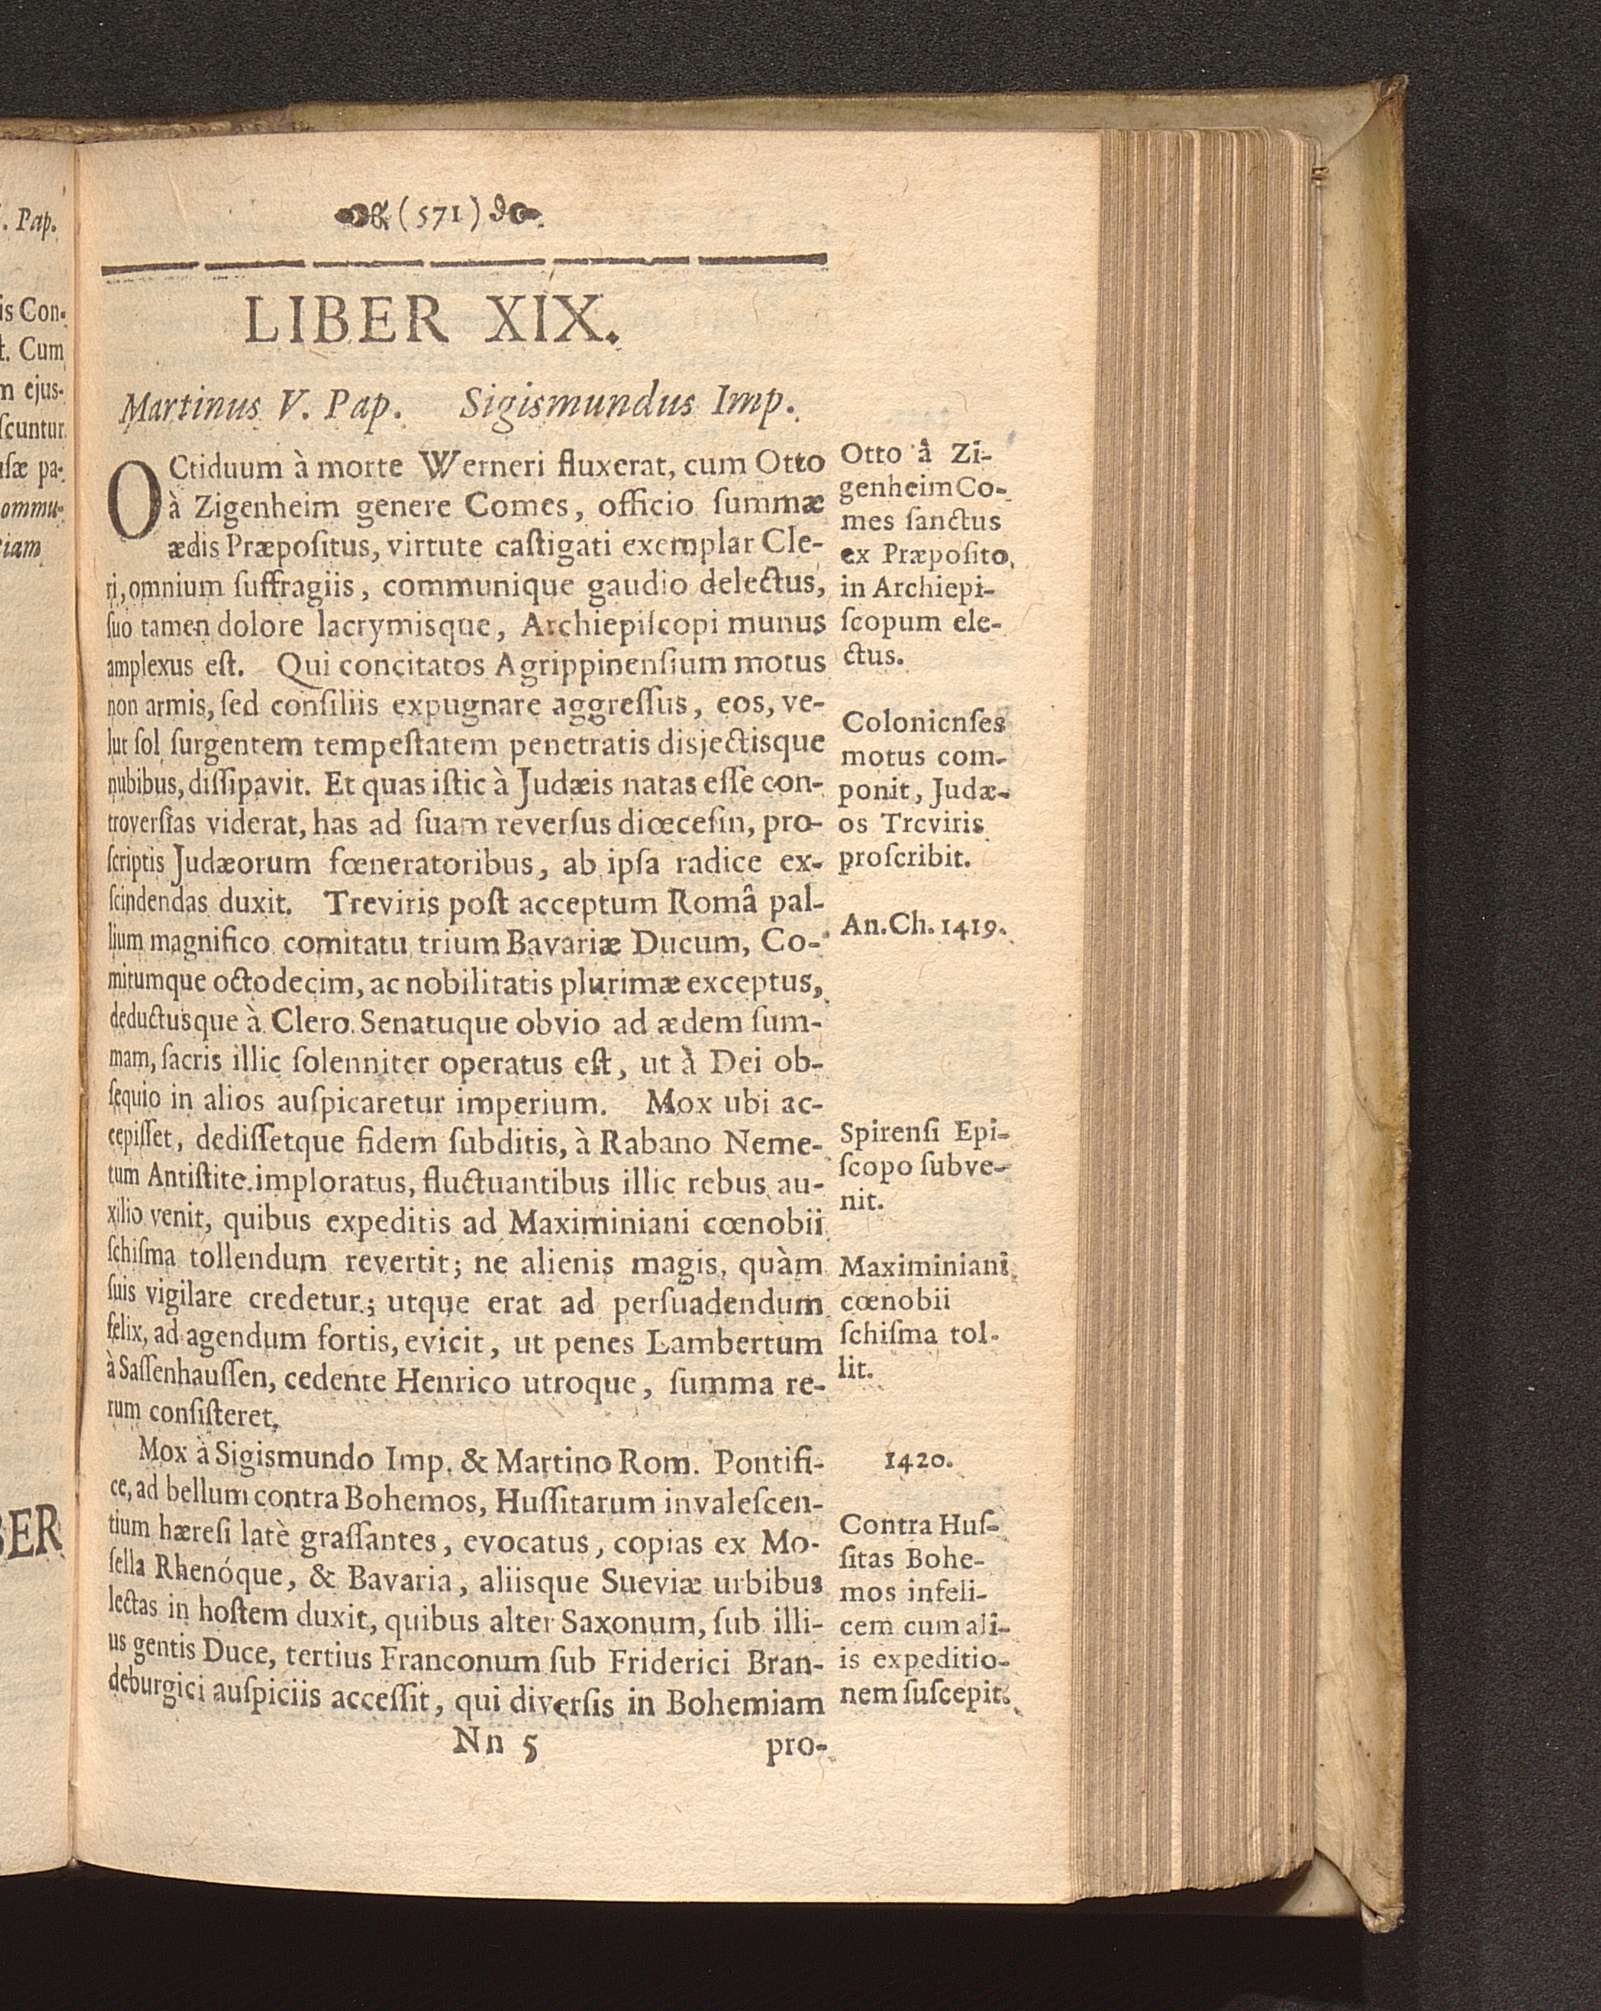 . Pap.
is Con-
t. Cum
m ejus-
ſcuntur
uſæ pa-
ommu-
iam
BER
(571)
LIBER XIX.
Martinus V. Pap. Sigismundus Imp.
OCtiduum à morte Werneri fluxerat, cum Otto
à Zigenheim genere Comes, officio ſummæ
ædis Præpoſitus, virtute caſtigati exemplar Cle-
ri, omnium ſuffragiis, communique gaudio delectus,
ſuo tamen dolore lacrymisque, Archiepiſcopi munus
amplexus eſt. Qui concitatos Agrippinenſium motus
non armis, ſed conſiliis expugnare aggreſſus, eos, ve-
lut ſol ſurgentem tempeſtatem penetratis disjectisque
nubibus, diſſipavit. Et quas iſtic à Judæis natas eſſe con-
troverſias viderat, has ad ſuam reverſus diœceſin, pro-
ſcriptis Judæorum fœneratoribus, ab ipſa radice ex-
ſcindendas duxit. Treviris poſt acceptum Româ pal-
lium magnifico comitatu trium Bavariæ Ducum, Co-
mitumque octodecim, ac nobilitatis plurimæ exceptus,
deductusque à Clero Senatuque obvio ad ædem ſum-
mam, ſacris illic ſolenniter operatus eſt, ut à Dei ob-
ſequio in alios auſpicaretur imperium. Mox ubi ac-
cepiſſet, dediſſetque fidem ſubditis, à Rabano Neme-
tum Antiſtite imploratus, fluctuantibus illic rebus au-
xilio venit, quibus expeditis ad Maximiniani cœnobii
ſchiſma tollendum revertit; ne alienis magis, quàm
ſuis vigilare credetur; utque erat ad perſuadendum
felix, ad agendum fortis, evicit, ut penes Lambertum
à Saſſenhauſſen, cedente Henrico utroque, ſumma re-
rum conſiſteret.
Mox à Sigismundo Imp. & Martino Rom. Pontifi-
ce, ad bellum contra Bohemos, Huſſitarum invaleſcen-
tium hæreſi latè graſſantes, evocatus, copias ex Mo-
ſella Rhenóque, & Bavaria, aliisque Sueviæ urbibus
lectas in hoſtem duxit, quibus alter Saxonum, ſub illi-
us gentis Duce, tertius Franconum ſub Friderici Bran-
deburgici auſpiciis acceſſit, qui diverſis in Bohemiam
Nn 5 pro-
Otto à Zi-
genheim Co-
mes ſanctus
ex Præpoſito
in Archiepi-
ſcopum ele-
ctus.
Colonienſes
motus com-
ponit, Judæ-
os Treviris
proſcribit.
An. Ch. 1419.
Spirenſi Epi-
ſcopo ſubve-
nit.
Maximiniani
cœnobii
ſchiſma tol-
lit.
1420.
Contra Huſ-
ſitas Bohe-
mos infeli-
cem cum ali-
is expeditio-
nem ſuſcepit.